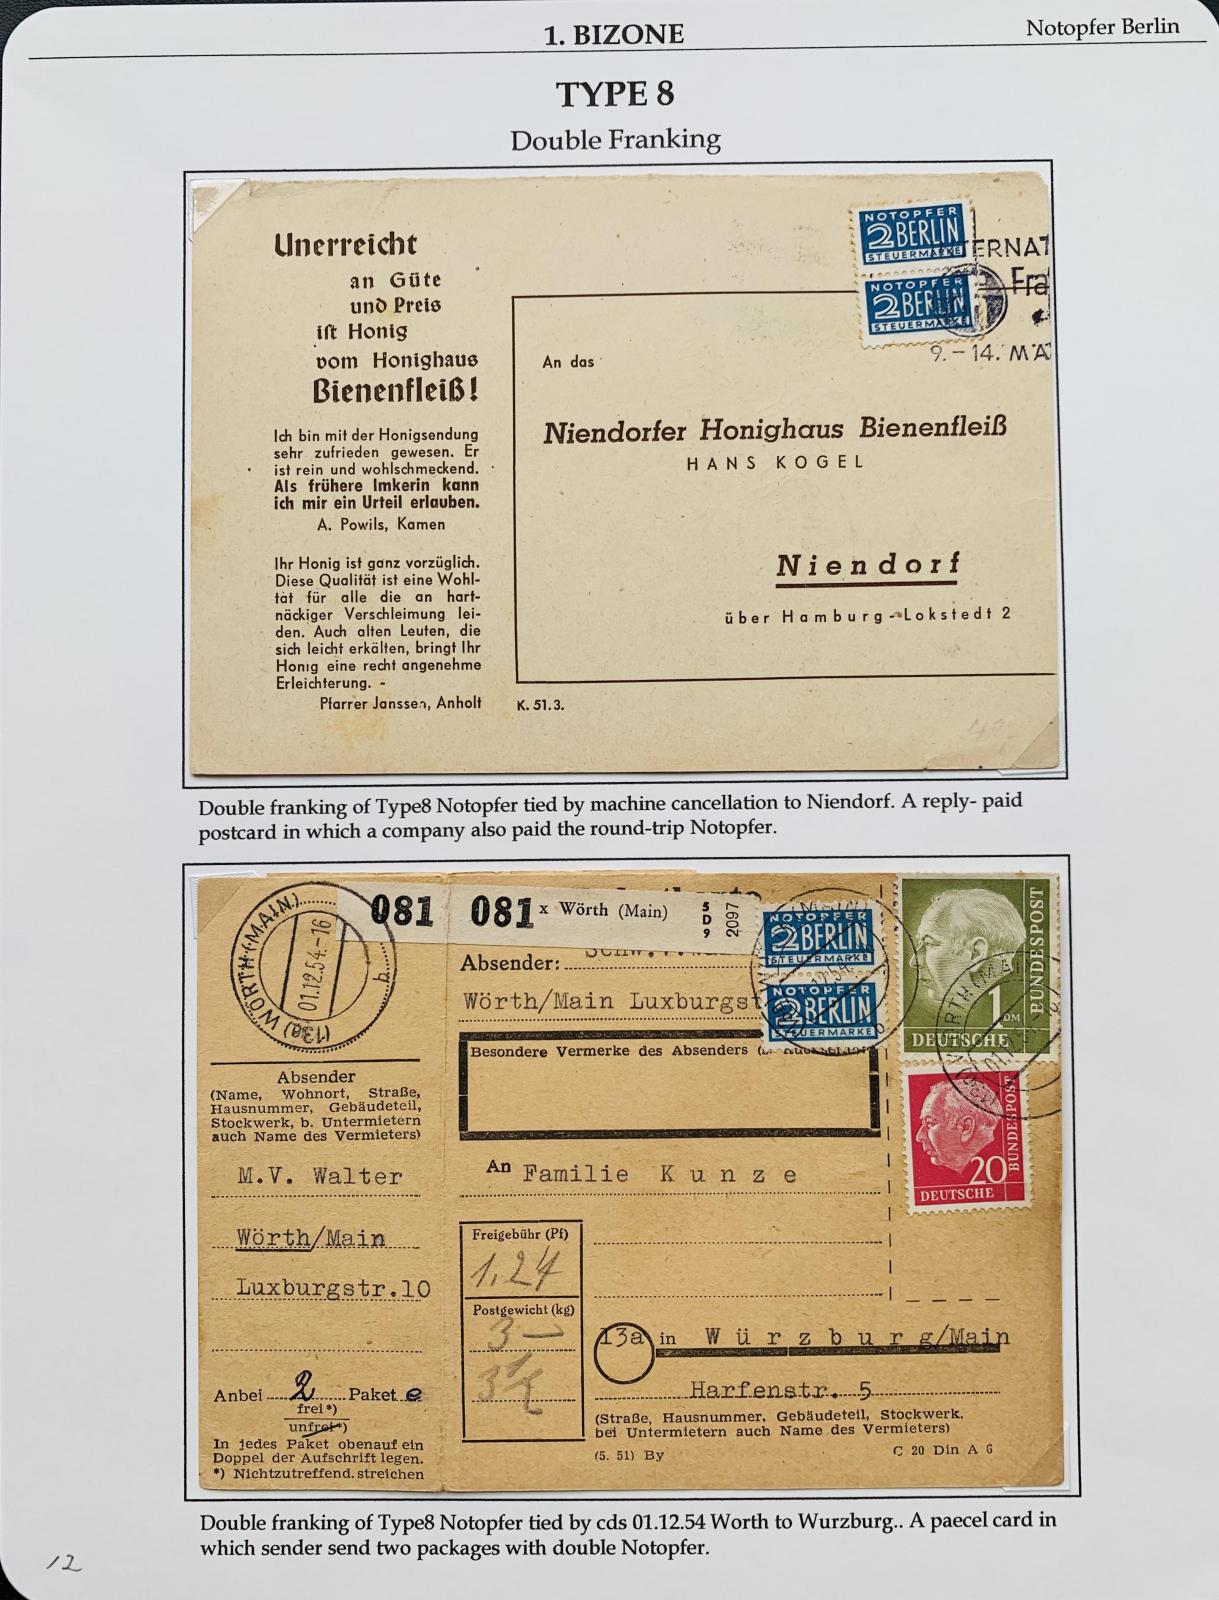 1. BIZONE
Notopfer Berlin
TYPE 8
Double Franking
Unerreicht
an Güte
und Preis
ist Honig
vom Honighaus
Bienenfleiß!
Ich bin mit der Honigsendung
sehr zufrieden gewesen. Er
ist rein und wohlschmeckend.
Als frühere Imkerin kann
ich mir ein Urteil erlauben.
A. Powils, Kamen
Ihr Honig ist ganz vorzüglich.
Diese Qualität ist eine Wohl-
tat für alle die an hart-
näckiger Verschleimung lei-
den. Auch alten Leuten, die
sich leicht erkälten, bringt Ihr
Honig eine recht angenehme
Erleichterung. -
Pfarrer Janssen, Anholt
NOTOPFER
2 BERLIN
STEUERMARKE
NOTOPFER
2 BERLIN
STEUERMARKE
TERNAT
Fra
9.-14. MÄ
An das
Niendorfer Honighaus Bienenfleiß
HANS KOGEL
Niendorf
über Hamburg-Lokstedt 2
K. 51.3.
Double franking of Type8 Notopfer tied by machine cancellation to Niendorf. A reply- paid
postcard in which a company also paid the round-trip Notopfer.
(13a) WÖRTH (MAIN)
01.12.54.-16
b
081
081 x Wörth (Main)
5
D
9
2097
Absender:
Wörth/Main Luxburgst
Besondere Vermerke des Absenders
NOTOPFER
2 BERLIN
STEUERMARKE
NOTOPFER
2 BERLIN
STEUERMARKE
1 DM
DEUTSCHE
BUNDESPOST
20
DEUTSCHE
BUNDESPOST
Absender
(Name, Wohnort, Straße,
Hausnummer, Gebäudeteil,
Stockwerk, b. Untermietern
auch Name des Vermieters)
M.V. Walter
Wörth/Main
Luxburgstr.10
Anbei 2 Paket e
frei*)
unfrei*)
In jedes Paket obenauf ein
Doppel der Aufschrift legen.
*) Nichtzutreffend. streichen
An Familie Kunze
Freigebühr (Pf)
1.24
Postgewicht (kg)
3 —
3 1/2
13a in Würzburg/Main
Harfenstr. 5
(Straße, Hausnummer, Gebäudeteil, Stockwerk,
bei Untermietern auch Name des Vermieters)
(5. 51) By
C 20 Din A 6
Double franking of Type8 Notopfer tied by cds 01.12.54 Worth to Wurzburg.. A paecel card in
which sender send two packages with double Notopfer.
12